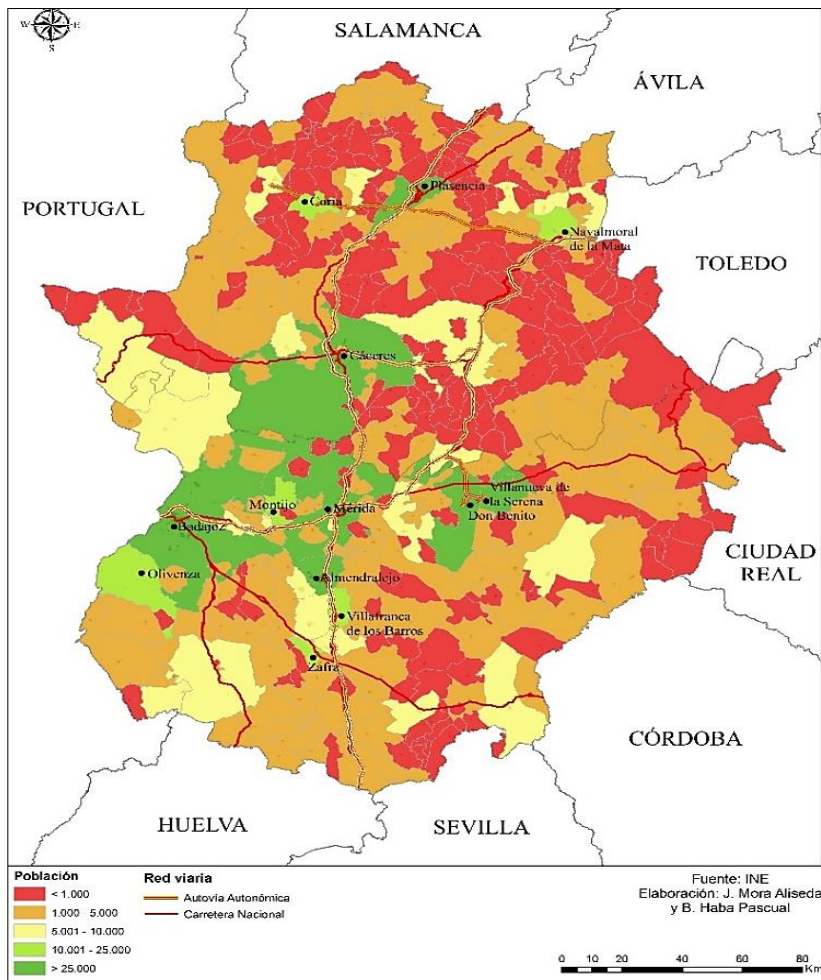 N
W
E
S
SALAMANCA
ÁVILA
PORTUGAL
Plasencia
Coria
Navalmoral
de la Mata
TOLEDO
Cáceres
Villanueva de
la Serena
Don Benito
Montijo
Mérida
Badajoz
CIUDAD
REAL
Olivenza
Almendralejo
Villafranca
de los Barros
Zafra
CÓRDOBA
HUELVA
SEVILLA
Población
< 1.000
1.000 - 5.000
5.001 - 10.000
10.001 - 25.000
> 25.000
Red viaria
Autovía Autonómica
Carretera Nacional
Fuente: INE
Elaboración: J. Mora Aliseda
y B. Haba Pascual
0 5 10 20 40 60 80
Km